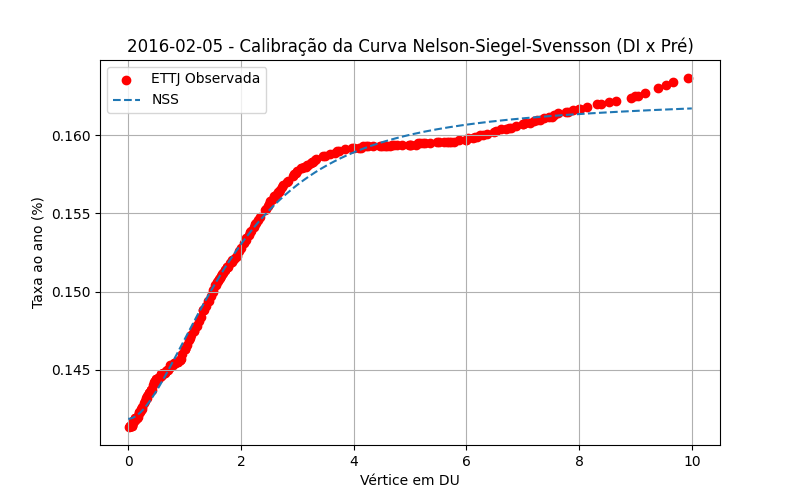 2016-02-05 - Calibração da Curva Nelson-Siegel-Svensson (DI x Pré)
ETTJ Observada
NSS
Taxa ao ano (%)
0.160
0.155
0.150
0.145
0
2
4
6
8
10
Vértice em DU